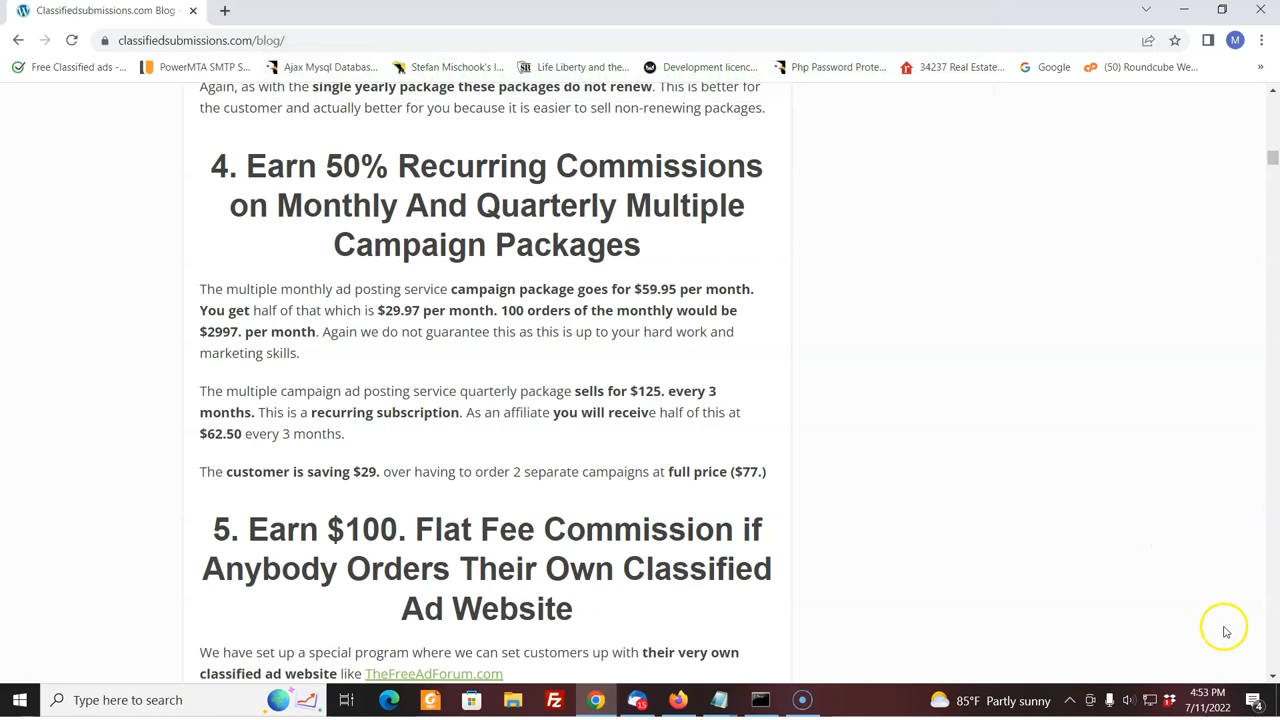 Classifiedsubmissions.com Blog -
classifiedsubmissions.com/blog/
M
Free Classified ads -...
PowerMTA SMTP S...
Ajax Mysql Databas...
Stefan Mischook's I...
Life Liberty and the...
Development licenc...
Php Password Prote...
34237 Real Estate...
Google
(50) Roundcube We...
»
Again, as with the single yearly package these packages do not renew. This is better for
the customer and actually better for you because it is easier to sell non-renewing packages.
4. Earn 50% Recurring Commissions
on Monthly And Quarterly Multiple
Campaign Packages
The multiple monthly ad posting service campaign package goes for $59.95 per month.
You get half of that which is $29.97 per month. 100 orders of the monthly would be
$2997. per month. Again we do not guarantee this as this is up to your hard work and
marketing skills.
The multiple campaign ad posting service quarterly package sells for $125. every 3
months. This is a recurring subscription. As an affiliate you will receive half of this at
$62.50 every 3 months.
The customer is saving $29. over having to order 2 separate campaigns at full price ($77.)
5. Earn $100. Flat Fee Commission if
Anybody Orders Their Own Classified
Ad Website
We have set up a special program where we can set customers up with their very own
classified ad website like TheFreeAdForum.com
Type here to search
15
85°F Partly sunny
4:53 PM
7/11/2022
4